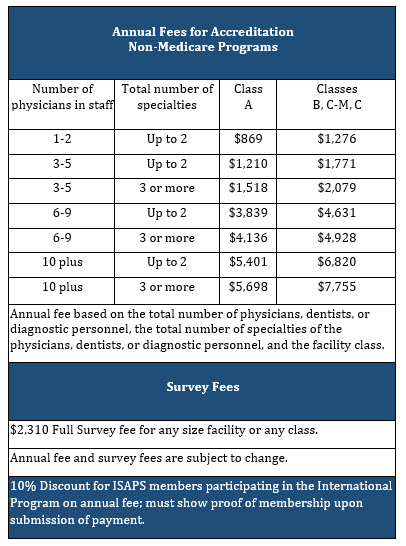 Annual Fees for Accreditation
Non-Medicare Programs
Number of physicians in staff Total number of specialties Class A Classes B, C-M, C
1-2 Up to 2 $869 $1,276
3-5 Up to 2 $1,210 $1,771
3-5 3 or more $1,518 $2,079
6-9 Up to 2 $3,839 $4,631
6-9 3 or more $4,136 $4,928
10 plus Up to 2 $5,401 $6,820
10 plus 3 or more $5,698 $7,755
Annual fee based on the total number of physicians, dentists, or
diagnostic personnel, the total number of specialties of the
physicians, dentists, or diagnostic personnel, and the facility class.
Survey Fees
$2,310 Full Survey fee for any size facility or any class.
Annual fee and survey fees are subject to change.
10% Discount for ISAPS members participating in the International
Program on annual fee; must show proof of membership upon
submission of payment.